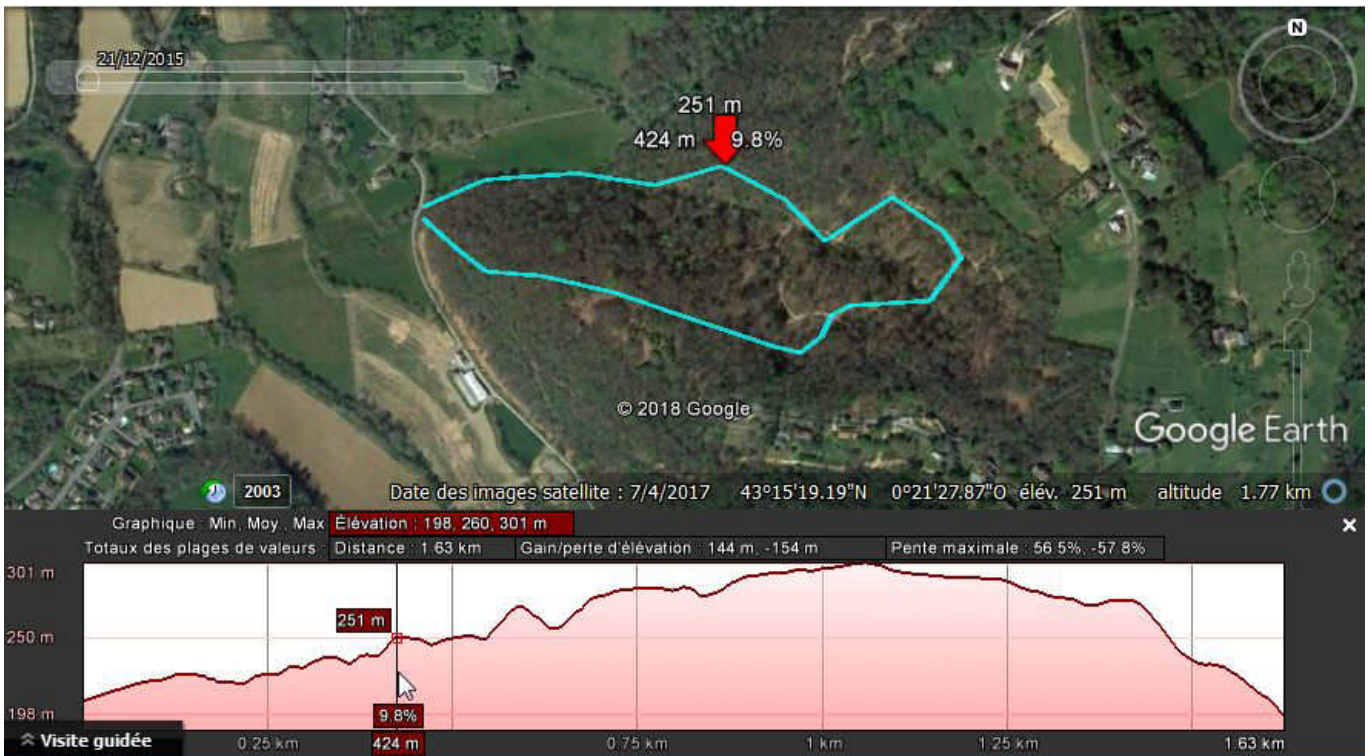 21/12/2015
N
251 m
424 m 9.8%
© 2018 Google
Google Earth
2003
Date des images satellite : 7/4/2017 43°15'19.19"N 0°21'27.87"O élév. 251 m altitude 1.77 km
Graphique : Min, Moy., Max Élévation : 198, 260, 301 m
Totaux des plages de valeurs : Distance : 1.63 km Gain/perte d'élévation : 144 m, -154 m Pente maximale : 56.5%, -57.8%
301 m
251 m
250 m
9.8%
198 m
Visite guidée
0.25 km 424 m 0.75 km 1 km 1.25 km 1.63 km